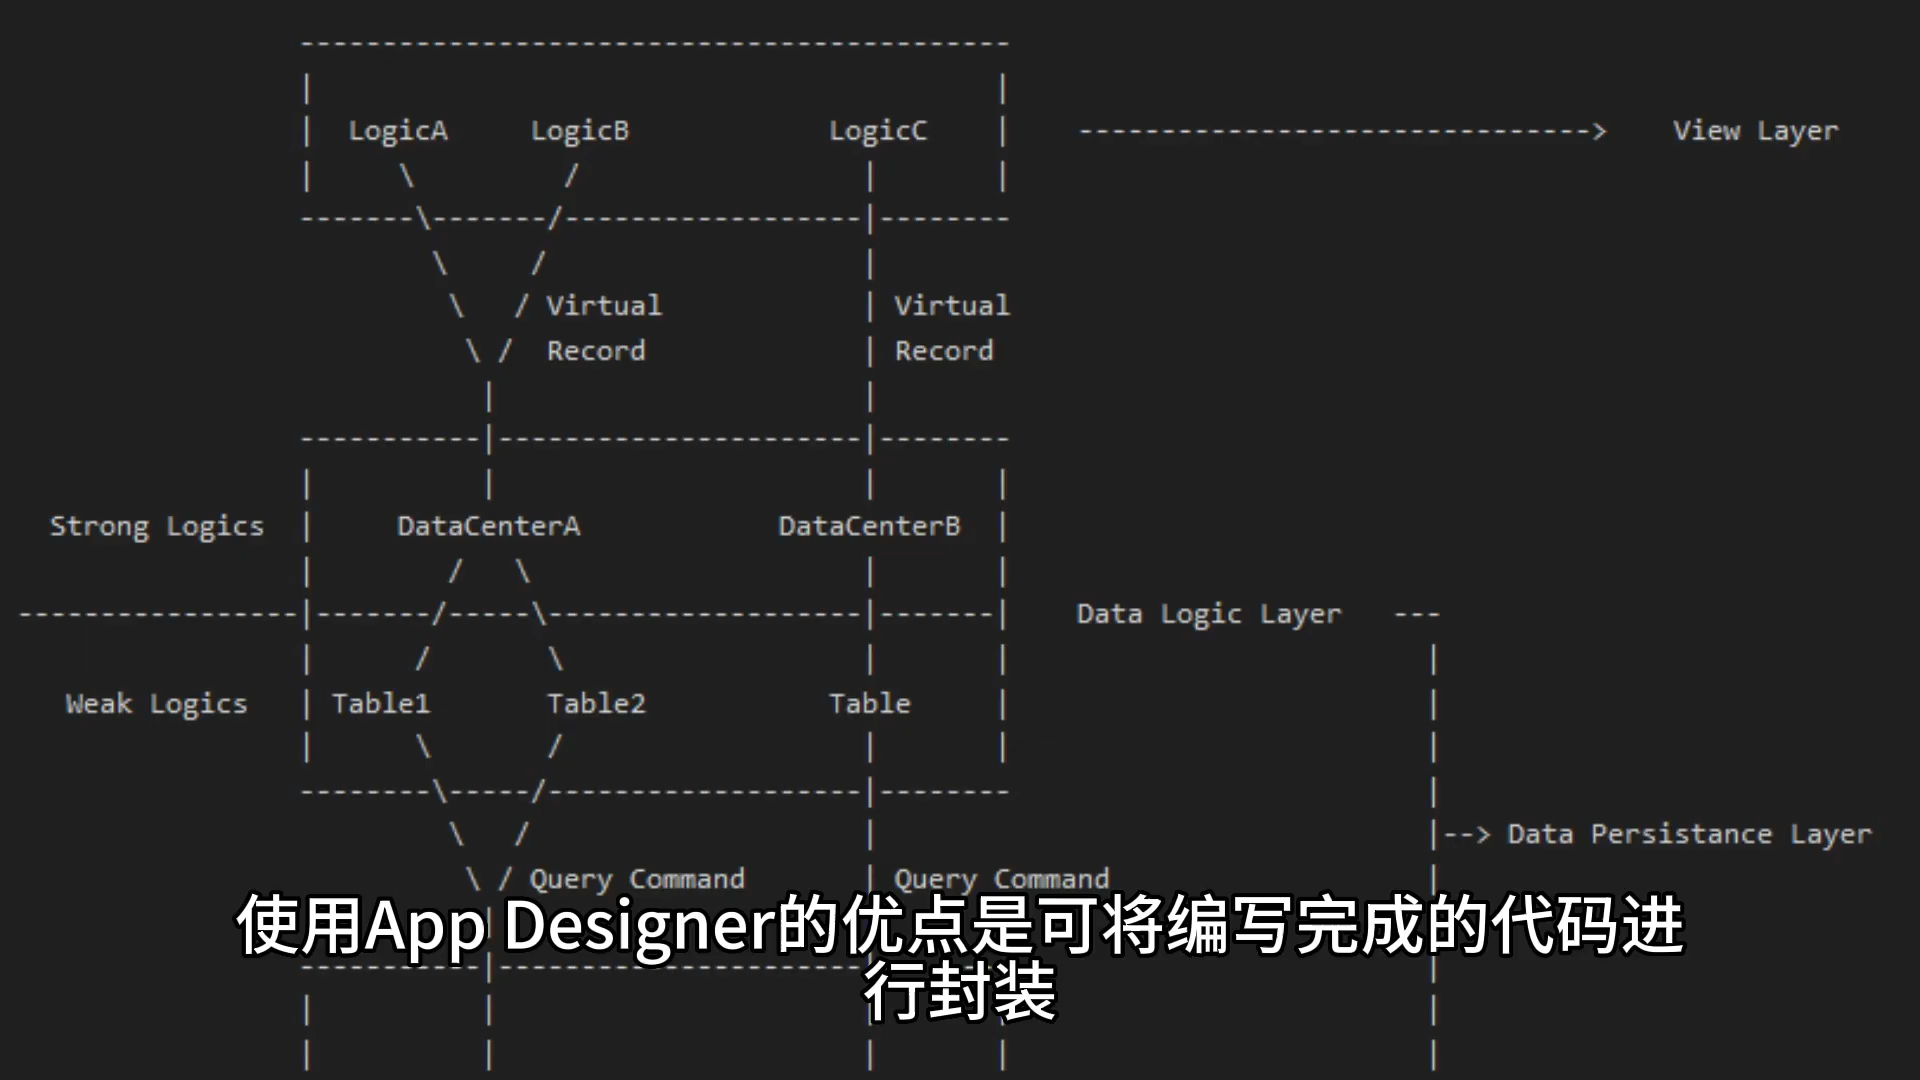 LogicA LogicB LogicC -------------------------------> View Layer
Virtual Virtual
Record Record
Strong Logics DataCenterA DataCenterB
Data Logic Layer ---
Weak Logics Table1 Table2 Table
|--> Data Persistance Layer
Query Command Query Command
使用App Designer的优点是可将编写完成的代码进
行封装